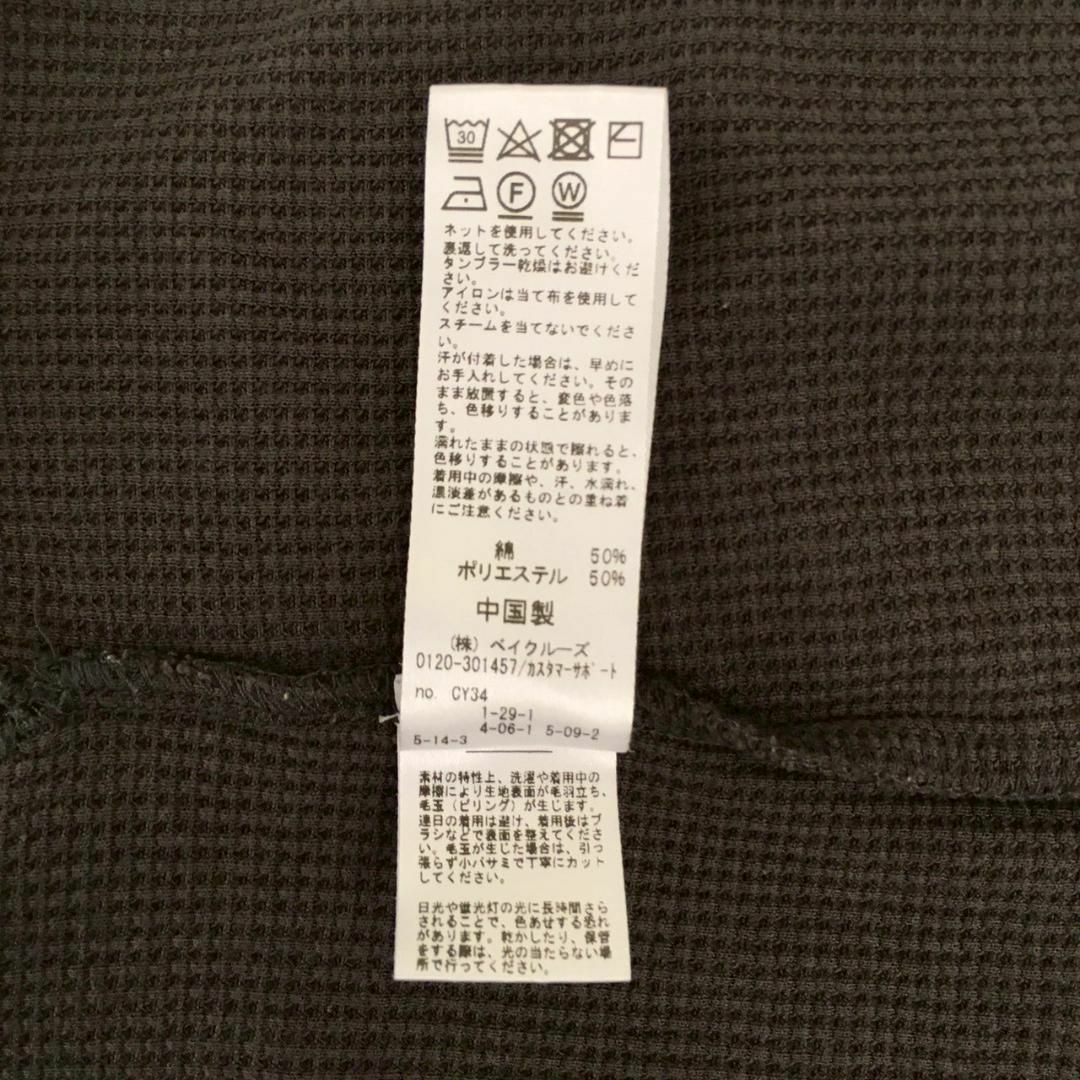 30
F W
ネットを使用してください。
裏返して洗ってください。
タンブラー乾燥はお避けくだ
さい。
アイロンは当て布を使用して
ください。
スチームを当てないでくださ
い。
汗が付着した場合は、早めに
お手入れしてください。その
まま放置すると、変色や色落
ち、色移りすることがありま
す。
濡れたままの状態で擦れると、
色移りすることがあります。
着用中の摩擦や、汗、水濡れ、
濃淡差があるものとの重ね着
にご注意ください。
綿 50%
ポリエステル 50%
中国製
(株) ベイクルーズ
0120-301457/カスタマーサポート
no. CY34
1-29-1
4-06-1 5-09-2
5-14-3
素材の特性上、洗濯や着用中の
摩擦により生地表面が毛羽立ち、
毛玉(ピリング)が生じます。
連日の着用は避け、着用後はブ
ラシなどで表面を整えてくださ
い。毛玉が生じた場合は、引っ
張らず小バサミで丁寧にカット
してください。
日光や蛍光灯の光に長時間さら
されることで、色あせする恐れ
があります。乾かしたり、保管
をする際は、光の当たらない場
所で行ってください。